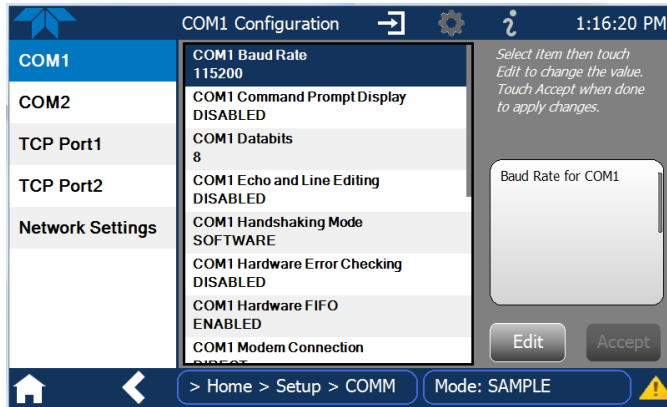 COM1 Configuration
1:16:20 PM
COM1
COM2
TCP Port1
TCP Port2
Network Settings
COM1 Baud Rate
115200
COM1 Command Prompt Display
DISABLED
COM1 Databits
8
COM1 Echo and Line Editing
DISABLED
COM1 Handshaking Mode
SOFTWARE
COM1 Hardware Error Checking
DISABLED
COM1 Hardware FIFO
ENABLED
COM1 Modem Connection
DIRECT
Select item then touch
Edit to change the value.
Touch Accept when done
to apply changes.
Baud Rate for COM1
Edit
Accept
> Home > Setup > COMM
Mode: SAMPLE